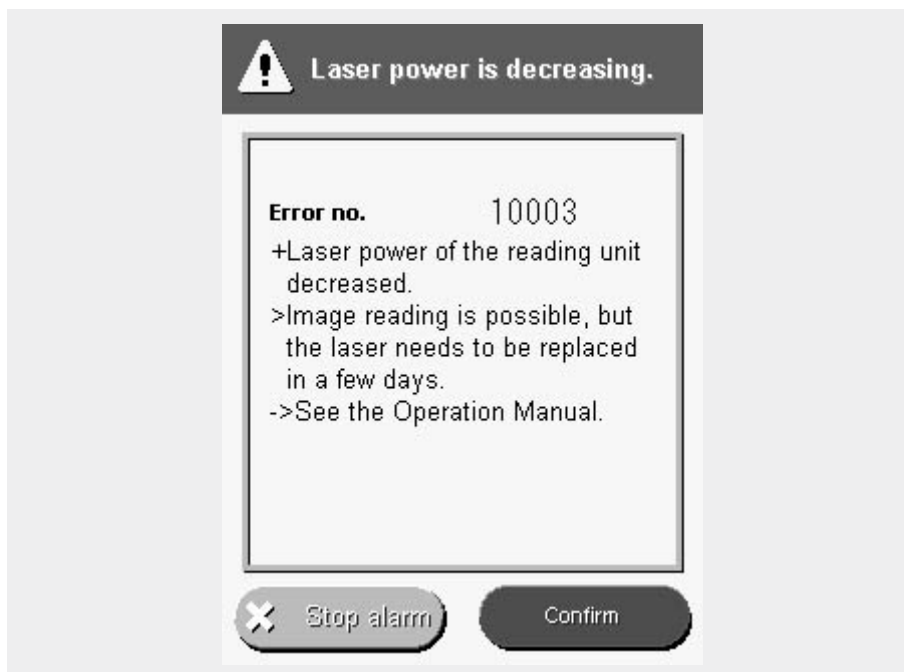 Laser power is decreasing.
Error no. 10003
+Laser power of the reading unit
decreased.
>Image reading is possible, but
the laser needs to be replaced
in a few days.
->See the Operation Manual.
Stop alarm
Confirm